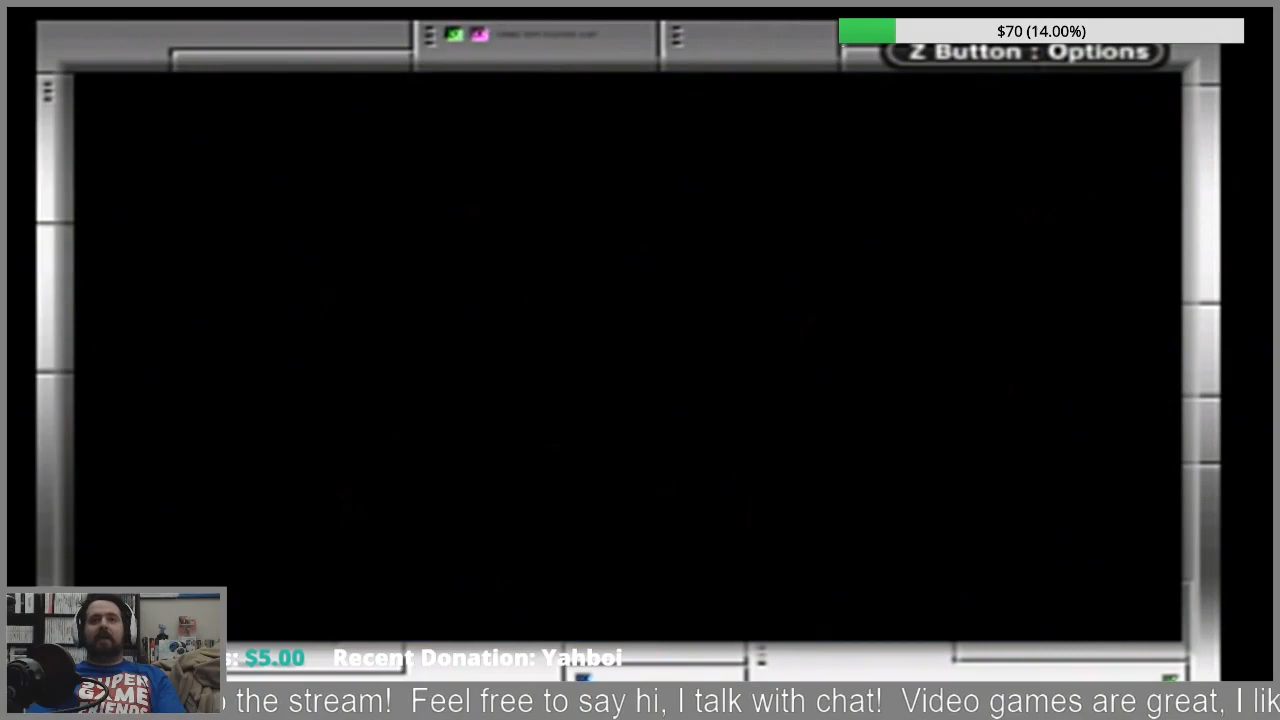 $70 (14.00%)
Z Button : Options
: $5.00 Recent Donation: Yahboi
SUPER
GAME
FRIENDS
the stream! Feel free to say hi, I talk with chat! Video games are great, I lik